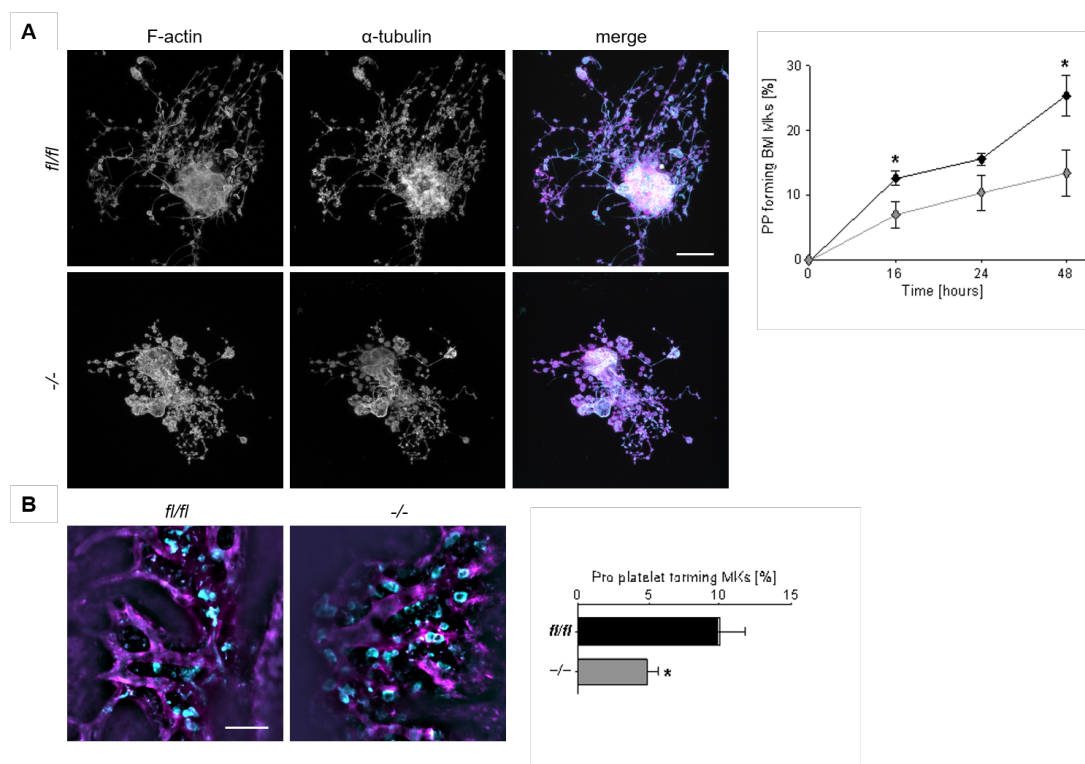 A
F-actin
α-tubulin
merge
fl/fl
-/-
PP forming BM MKs [%]
30
20
10
0
*
*
0
16
24
48
Time [hours]
B
fl/fl
-/-
Pro platelet forming MKs [%]
0
5
10
15
fl/fl
-/-
*